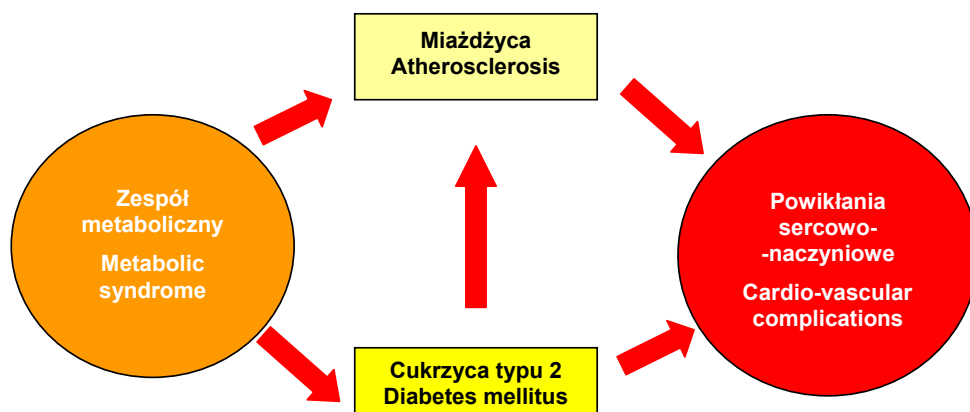 Miażdżyca
Atherosclerosis
Zespół
metaboliczny
Metabolic
syndrome
Powikłania
sercowo-
-naczyniowe
Cardio-vascular
complications
Cukrzyca typu 2
Diabetes mellitus